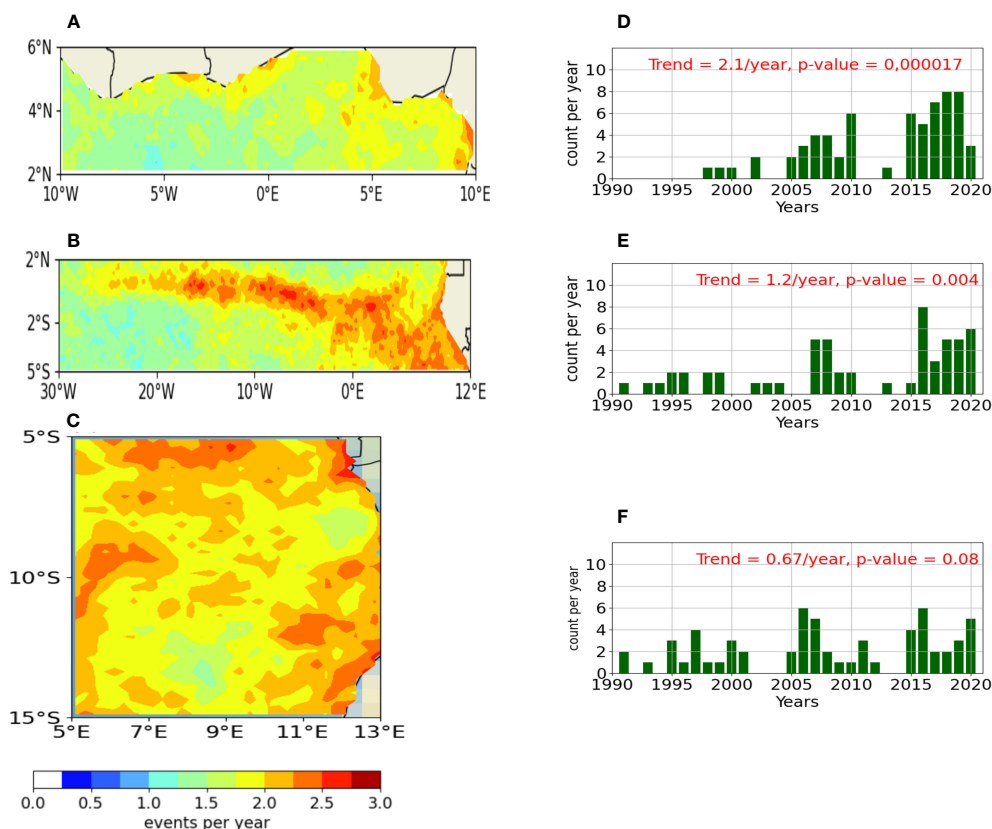 A
6°N
4°N
2°N
10°W 5°W 0°E 5°E 10°E
B
2°N
2°S
5°S
30°W 20°W 10°W 0°E 12°E
C
5°S
10°S
15°S
5°E 7°E 9°E 11°E 13°E
0.0 0.5 1.0 1.5 2.0 2.5 3.0
events per year
D
Trend = 2.1/year, p-value = 0,000017
count per year
10
8
6
4
2
0
1990 1995 2000 2005 2010 2015 2020
Years
E
Trend = 1.2/year, p-value = 0.004
count per year
10
8
6
4
2
0
1990 1995 2000 2005 2010 2015 2020
Years
F
Trend = 0.67/year, p-value = 0.08
count per year
10
8
6
4
2
0
1990 1995 2000 2005 2010 2015 2020
Years